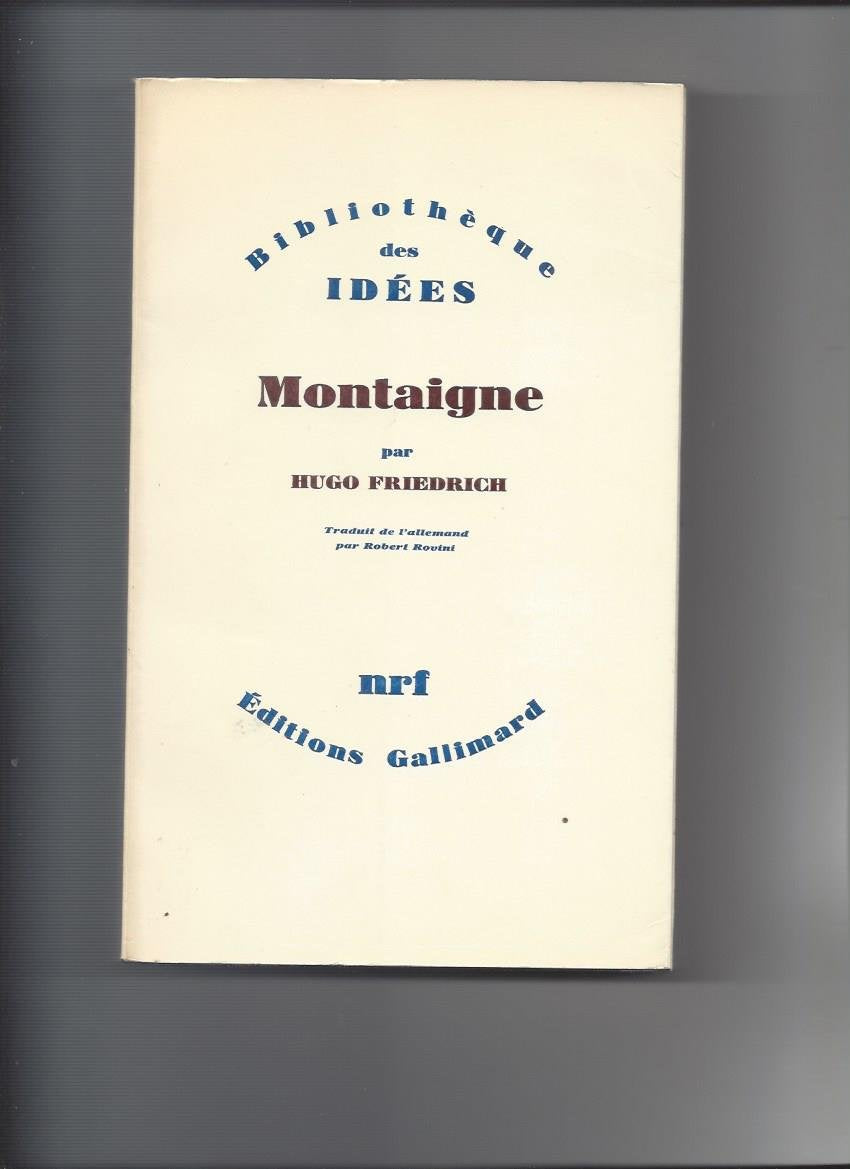 Bibliothèque
des
IDÉES
Montaigne
par
HUGO FRIEDRICH
Traduit de l'allemand
par Robert Rovini
nrf
Éditions Gallimard